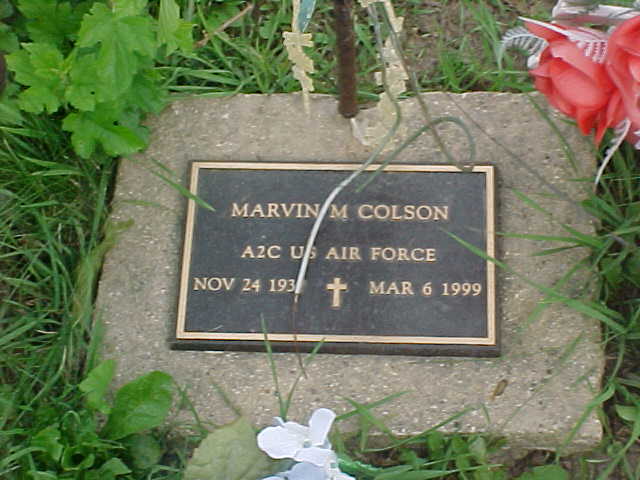 MARVIN M COLSON
A2C US AIR FORCE
NOV 24 MAR 6 1999